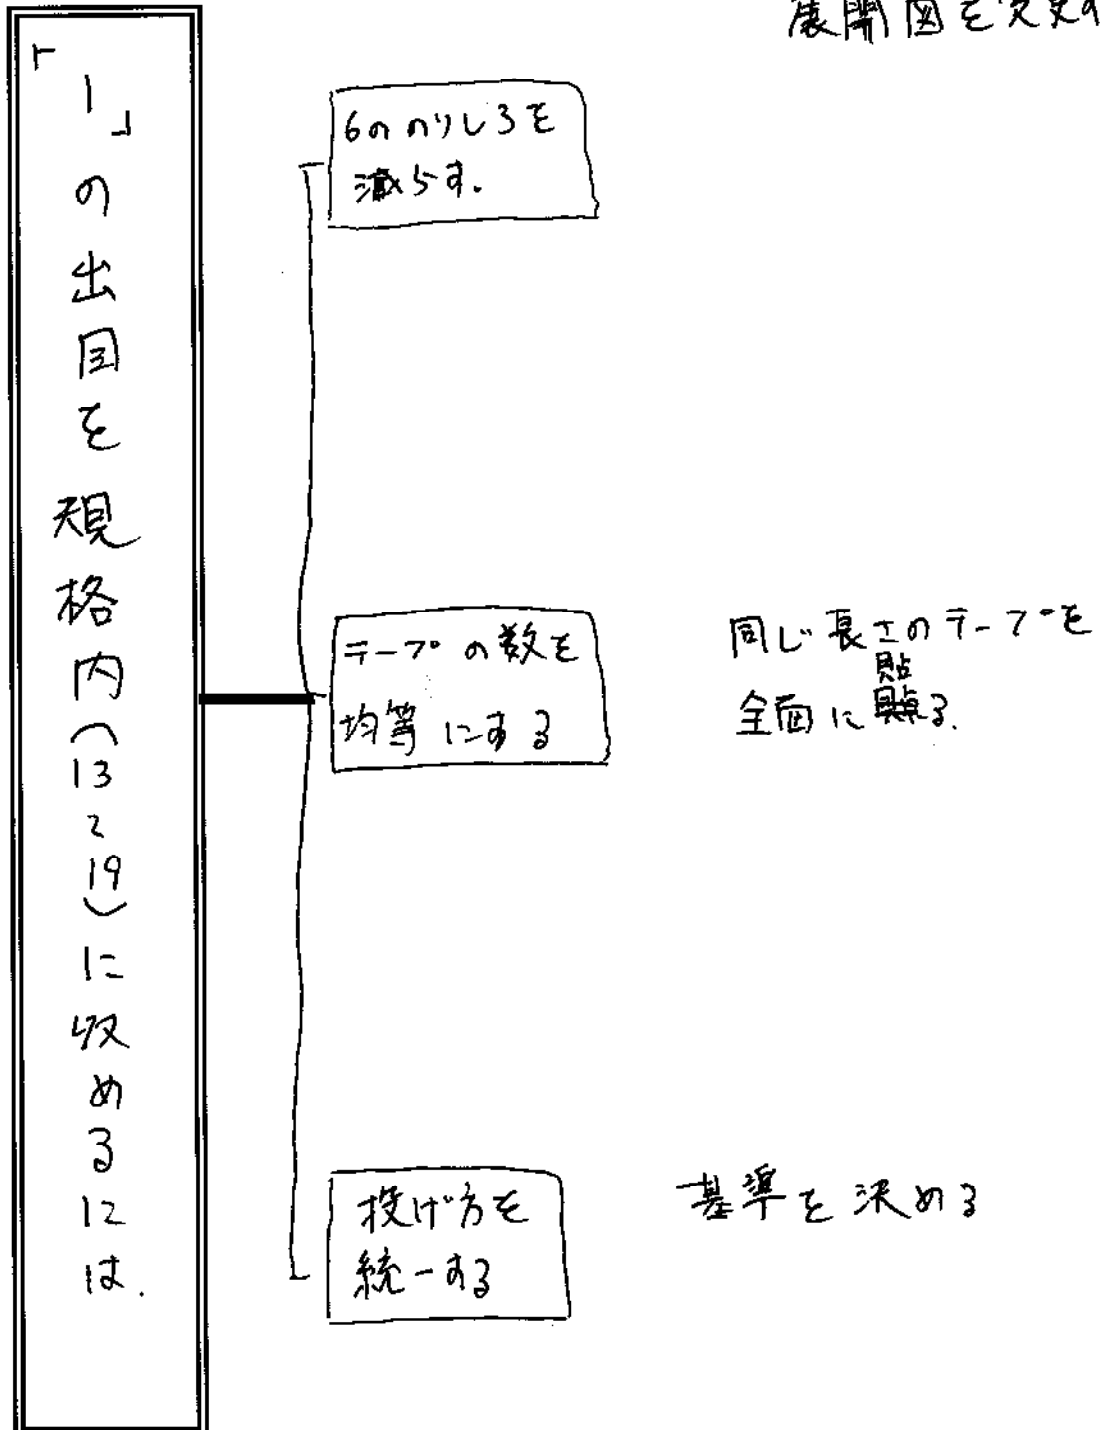 「1」の出目を規格内(13~19)に収めるには.
展開図を
6ののりしろを
減らす.
テープの数を
均等にする
同じ長さのテープを
全面に貼る.
投げ方を
統一する
基準を決める